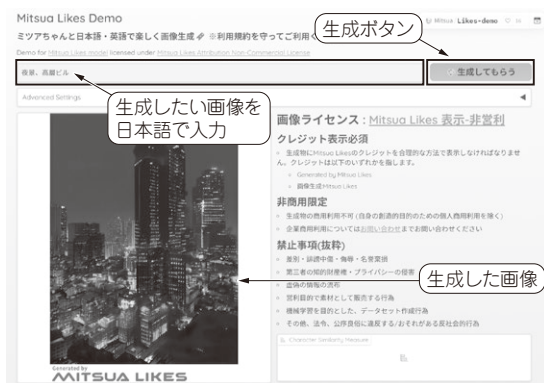 Mitsua Likes Demo
ミツアちゃんと日本語・英語で楽しく画像生成 ※利用規約を守ってご利用く
生成ボタン
Mitsua Likes-demo
Demo for Mitsua Likes model licensed under Mitsua Likes Attribution Non-Commercial License
夜景、高層ビル
生成してもらう
Advanced Settings
生成したい画像を
日本語で入力
画像ライセンス : Mitsua Likes 表示-非営利
クレジット表示必須
生成物にMitsua Likesのクレジットを合理的な方法で表示しなければなりませ
ん。クレジットは以下のいずれかを指します。
Generated by Mitsua Likes
画像生成:Mitsua Likes
非商用限定
生成物の商用利用不可 (自身の創造的目的のための個人商用利用を除く)
企業商用利用についてはお問い合わせまでお問い合わせください
禁止事項(抜粋)
差別・誹謗中傷・侮辱・名誉毀損
第三者の知的財産権・プライバシーの侵害
虚偽の情報の流布
生成した画像
営利目的で素材として販売する行為
機械学習を目的とした、データセット作成行為
その他、法令、公序良俗に違反する/おそれがある反社会的行為
Character Similarity Measure
Generated by
MITSUA LIKES